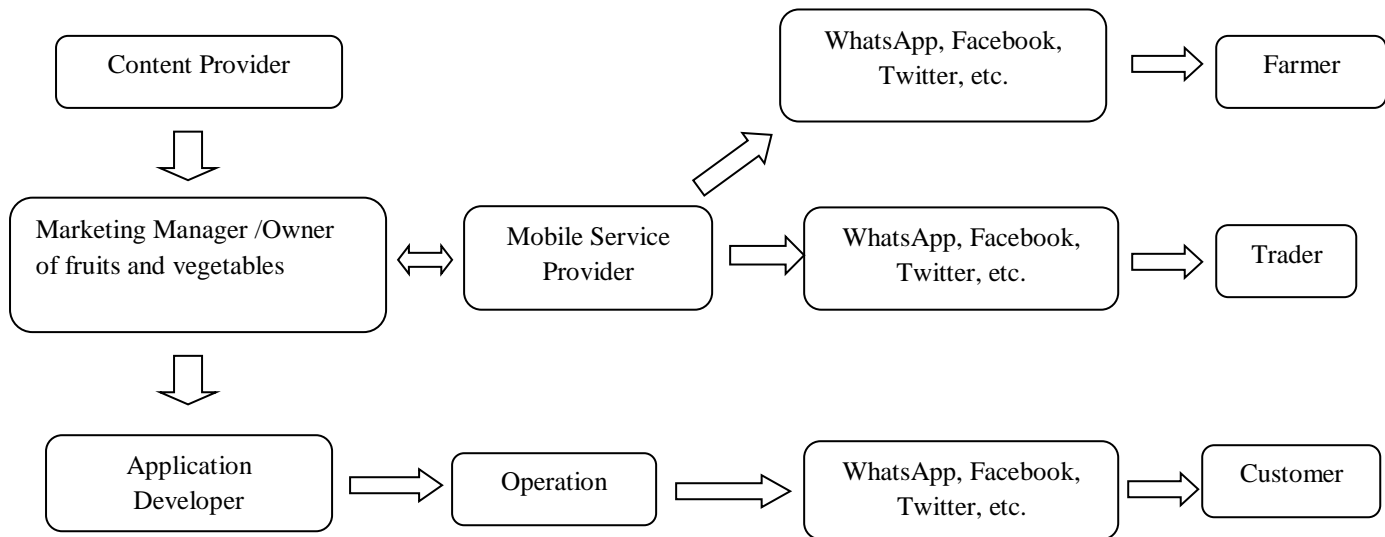 Content Provider
WhatsApp, Facebook,
Twitter, etc.
Farmer
Marketing Manager /Owner
of fruits and vegetables
Mobile Service
Provider
WhatsApp, Facebook,
Twitter, etc.
Trader
Application
Developer
Operation
WhatsApp, Facebook,
Twitter, etc.
Customer